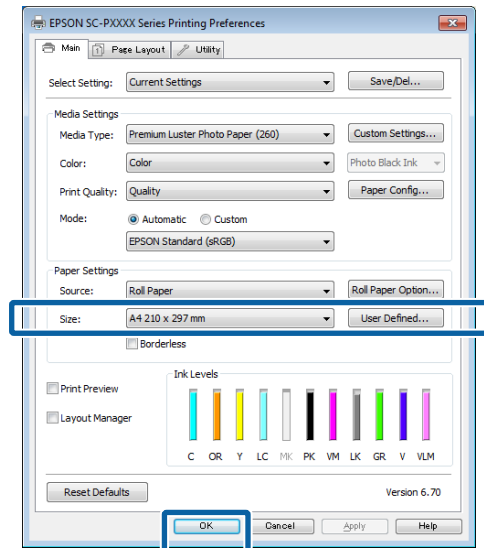 EPSON SC-PXXXX Series Printing Preferences
Main Page Layout Utility
Select Setting: Current Settings Save/Del...
Media Settings
Media Type: Premium Luster Photo Paper (260) Custom Settings...
Color: Color Photo Black Ink
Print Quality: Quality Paper Config...
Mode: Automatic Custom
EPSON Standard (sRGB)
Paper Settings
Source: Roll Paper Roll Paper Option...
Size: A4 210 x 297 mm User Defined...
Borderless
Ink Levels
Print Preview
Layout Manager
C OR Y LC MK PK VM LK GR V VLM
Reset Defaults Version 6.70
OK Cancel Apply Help